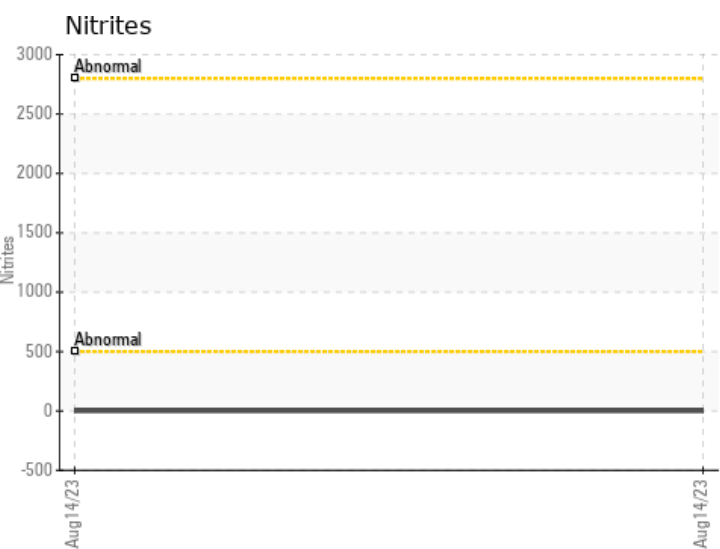 Nitrites
3000
Abnormal
2500
2000
1500
Nitrites
1000
Abnormal
500
0
-500
Aug14/23
Aug14/23